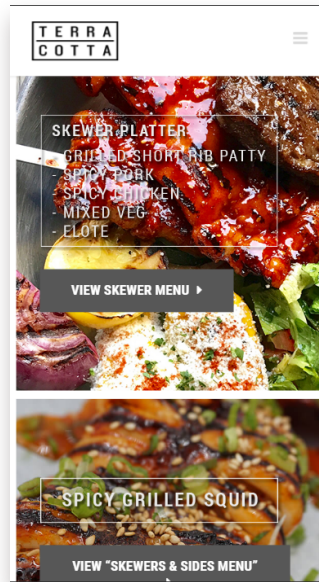 TERRA
COTTA
SKEWER PLATTER
- GRILLED SHORT RIB PATTY
- SPICY PORK
- SPICY CHICKEN
- MIXED VEG
- ELOTE
VIEW SKEWER MENU
SPICY GRILLED SQUID
VIEW “SKEWERS & SIDES MENU”